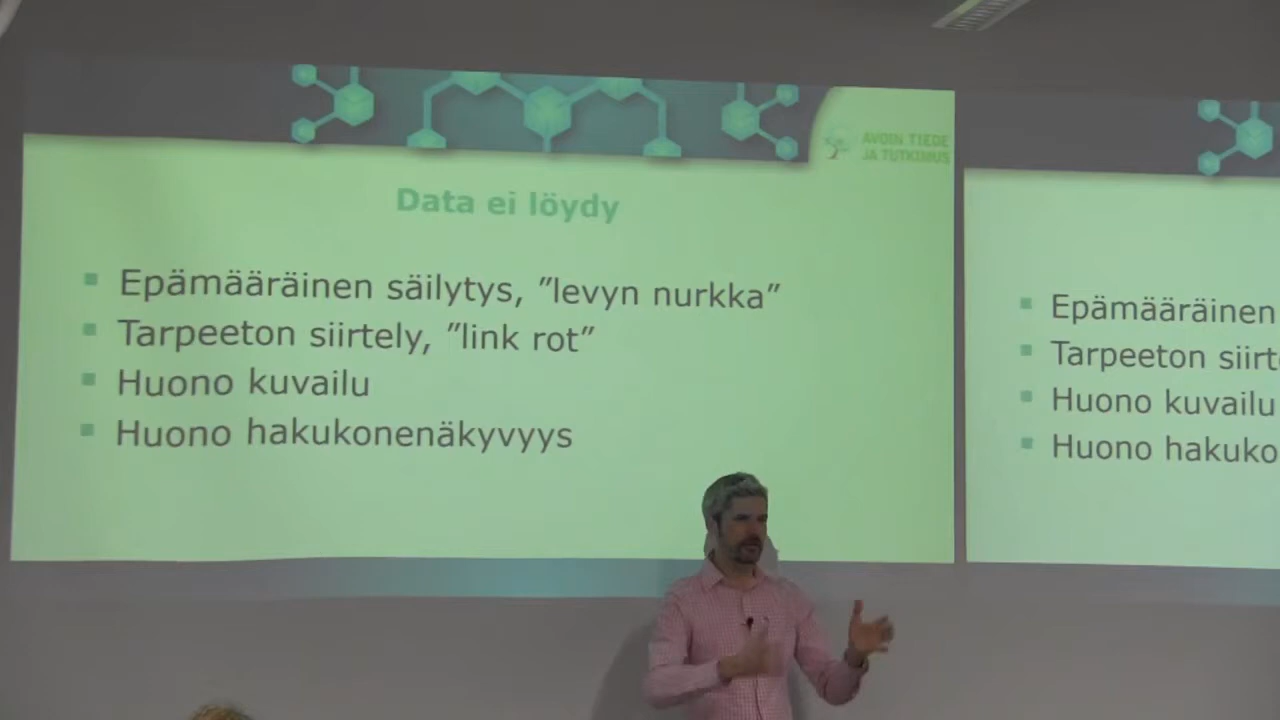 AVOIN TIEDE
JA TUTKIMUS
Data ei löydy
Epämääräinen säilytys, ”levyn nurkka”
Tarpeeton siirtely, ”link rot”
Huono kuvailu
Huono hakukonenäkyvyys
Epämääräinen
Tarpeeton siirte
Huono kuvailu
Huono hakuko